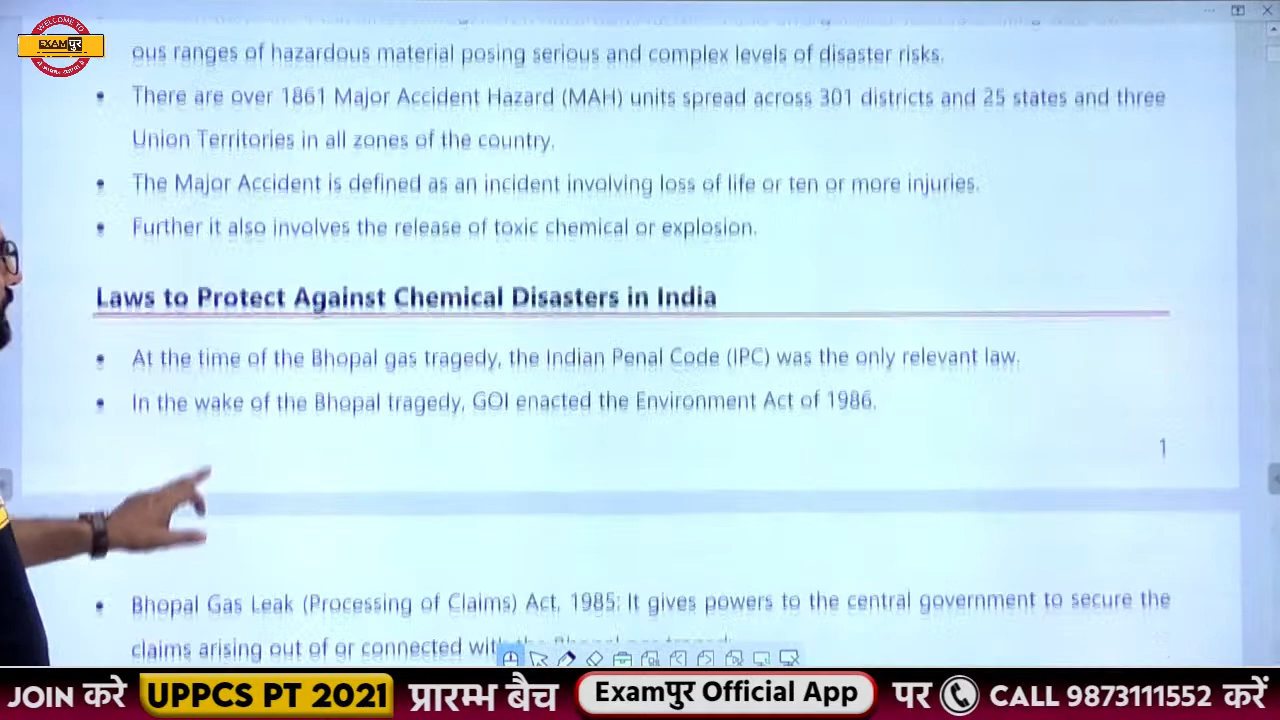 WELCOME TO
EXAMपुर
ous ranges of hazardous material posing serious and complex levels of disaster risks.
• There are over 1861 Major Accident Hazard (MAH) units spread across 301 districts and 25 states and three
Union Territories in all zones of the country.
• The Major Accident is defined as an incident involving loss of life or ten or more injuries.
• Further it also involves the release of toxic chemical or explosion.
Laws to Protect Against Chemical Disasters in India
• At the time of the Bhopal gas tragedy, the Indian Penal Code (IPC) was the only relevant law.
• In the wake of the Bhopal tragedy, GOI enacted the Environment Act of 1986.
1
• Bhopal Gas Leak (Processing of Claims) Act, 1985: It gives powers to the central government to secure the
claims arising out of or connected
JOIN करे UPPCS PT 2021 प्रारम्भ बैच Examपुर Official App पर CALL 9873111552 करें